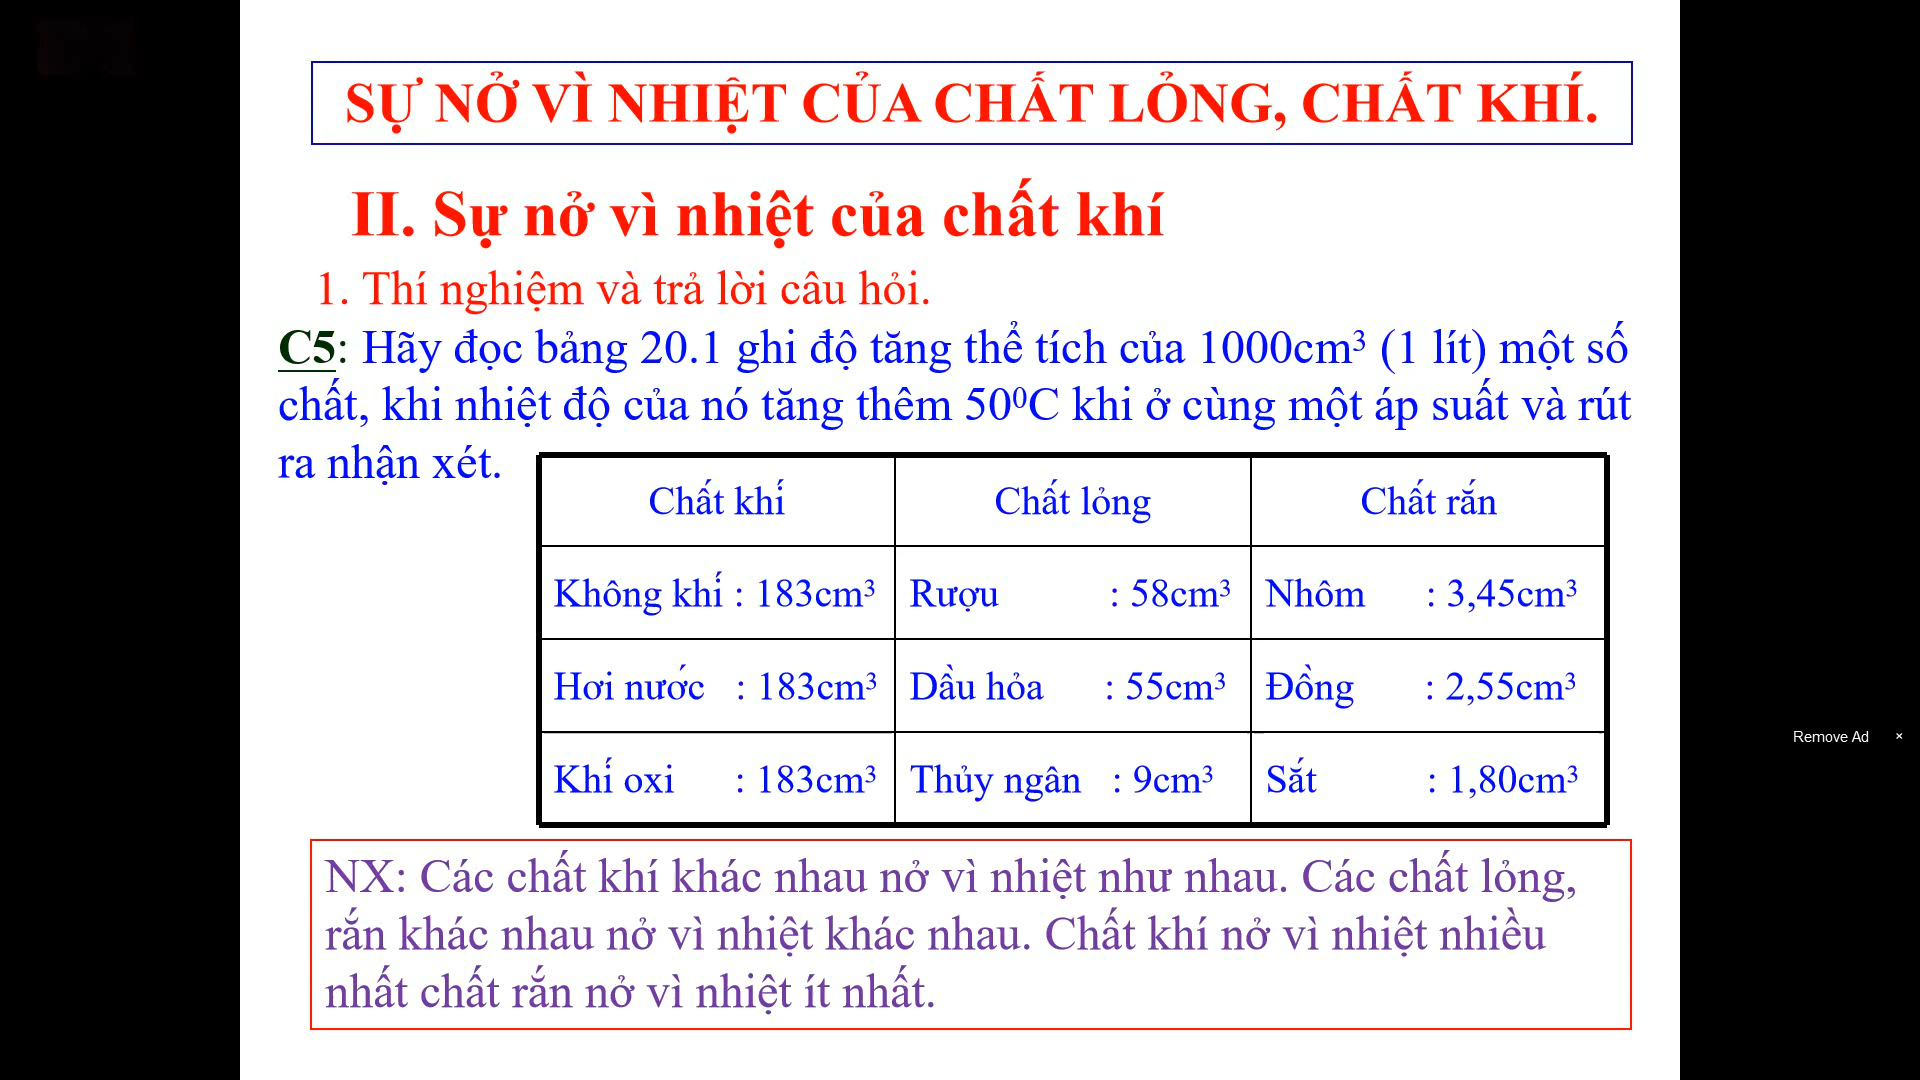 SỰ NỞ VÌ NHIỆT CỦA CHẤT LỎNG, CHẤT KHÍ.
II. Sự nở vì nhiệt của chất khí
1. Thí nghiệm và trả lời câu hỏi.
C5: Hãy đọc bảng 20.1 ghi độ tăng thể tích của 1000cm³ (1 lít) một số
chất, khi nhiệt độ của nó tăng thêm 50⁰C khi ở cùng một áp suất và rút
ra nhận xét.
Chất khí Chất lỏng Chất rắn
Không khí : 183cm³ Rượu : 58cm³ Nhôm : 3,45cm³
Hơi nước : 183cm³ Dầu hỏa : 55cm³ Đồng : 2,55cm³
Khí oxi : 183cm³ Thủy ngân : 9cm³ Sắt : 1,80cm³
Remove Ad ×
NX: Các chất khí khác nhau nở vì nhiệt như nhau. Các chất lỏng,
rắn khác nhau nở vì nhiệt khác nhau. Chất khí nở vì nhiệt nhiều
nhất chất rắn nở vì nhiệt ít nhất.